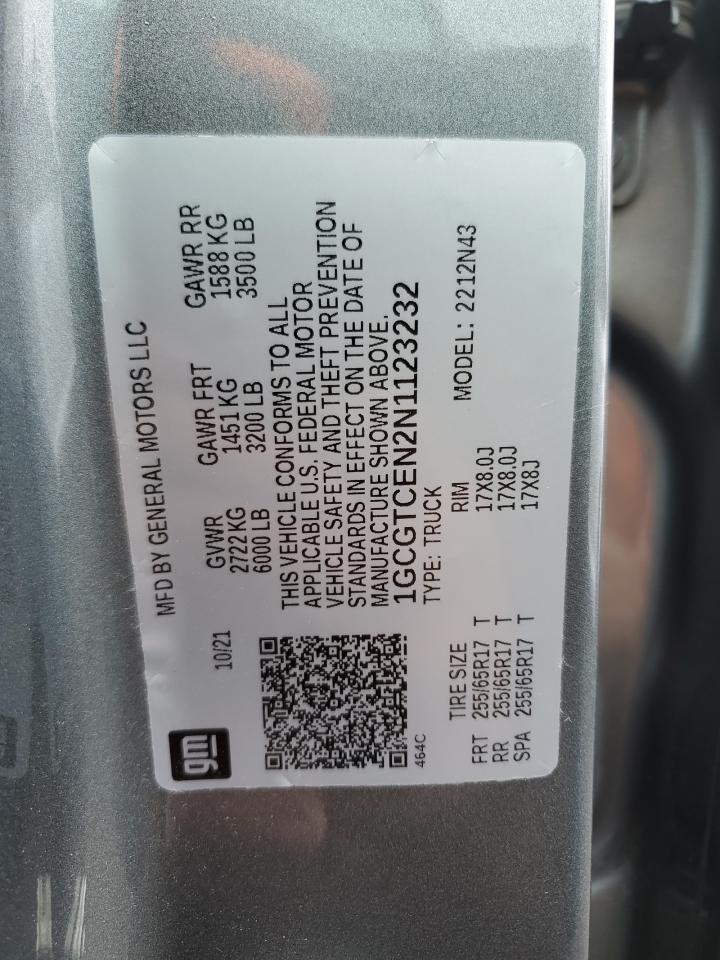 gm
MFD BY GENERAL MOTORS LLC
10/21
GVWR GAWR FRT GAWR RR
2722 KG 1451 KG 1588 KG
6000 LB 3200 LB 3500 LB
THIS VEHICLE CONFORMS TO ALL
APPLICABLE U.S. FEDERAL MOTOR
VEHICLE SAFETY AND THEFT PREVENTION
STANDARDS IN EFFECT ON THE DATE OF
MANUFACTURE SHOWN ABOVE.
1GCGTCEN2N1123232
464C
TYPE: TRUCK
TIRE SIZE RIM MODEL: 2212N43
FRT 255/65R17 T 17X8.0J
RR 255/65R17 T 17X8.0J
SPA 255/65R17 T 17X8J